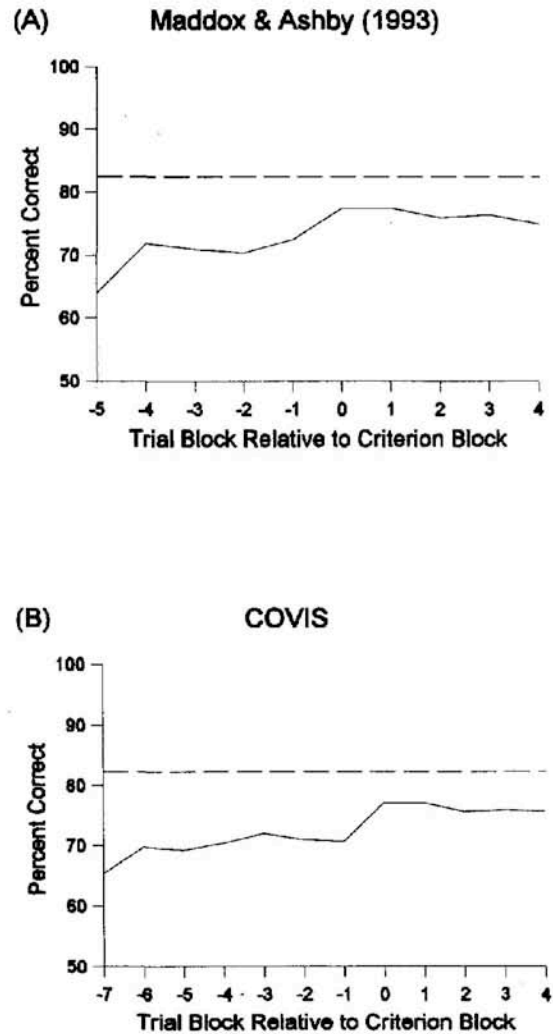 (A) Maddox & Ashby (1993)
100
90
80
70
60
50
Percent Correct
-5 -4 -3 -2 -1 0 1 2 3 4
Trial Block Relative to Criterion Block
(B) COVIS
100
90
80
70
60
50
Percent Correct
-7 -6 -5 -4 -3 -2 -1 0 1 2 3 4
Trial Block Relative to Criterion Block